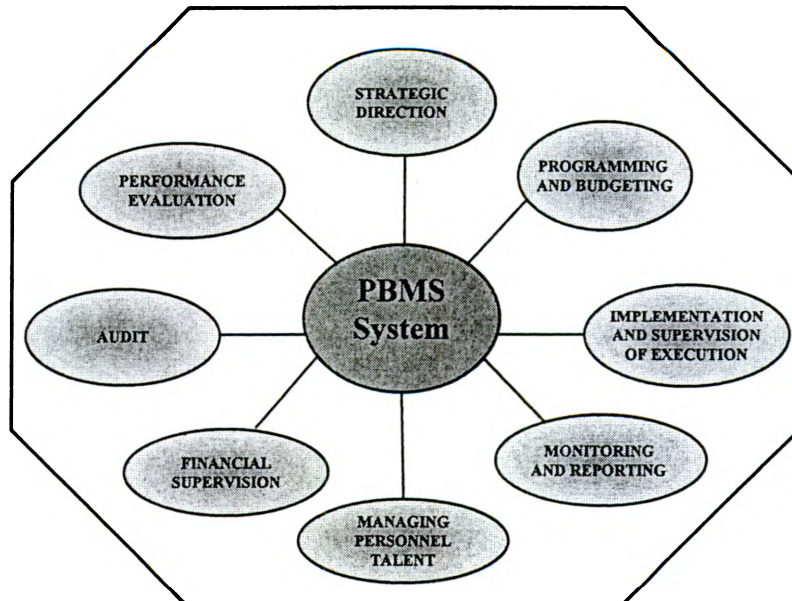 STRATEGIC
DIRECTION
PROGRAMMING
AND BUDGETING
PERFORMANCE
EVALUATION
PBMS
System
IMPLEMENTATION
AND SUPERVISION
OF EXECUTION
AUDIT
MONITORING
AND REPORTING
FINANCIAL
SUPERVISION
MANAGING
PERSONNEL
TALENT